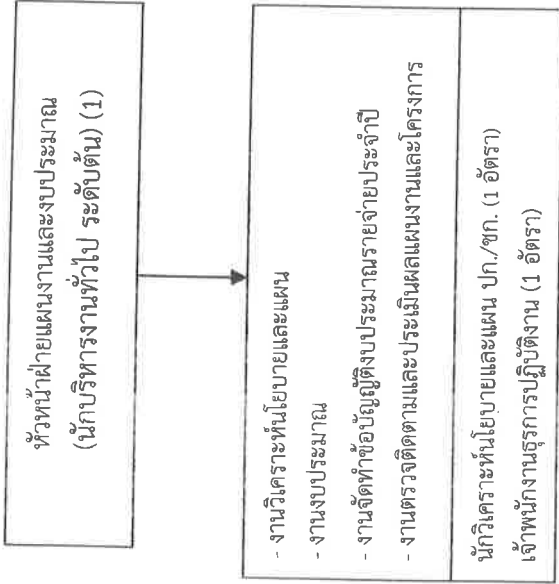 หัวหน้าฝ่ายแผนงานและงบประมาณ
(นักบริหารงานทั่วไป ระดับต้น) (1)
- งานวิเคราะห์นโยบายและแผน
- งานงบประมาณ
- งานจัดทำข้อบัญญัติงบประมาณรายจ่ายประจำปี
- งานตรวจติดตามและประเมินผลแผนงานและโครงการ
นักวิเคราะห์นโยบายและแผน ปก./ชก. (1 อัตรา)
เจ้าพนักงานธุรการปฏิบัติงาน (1 อัตรา)